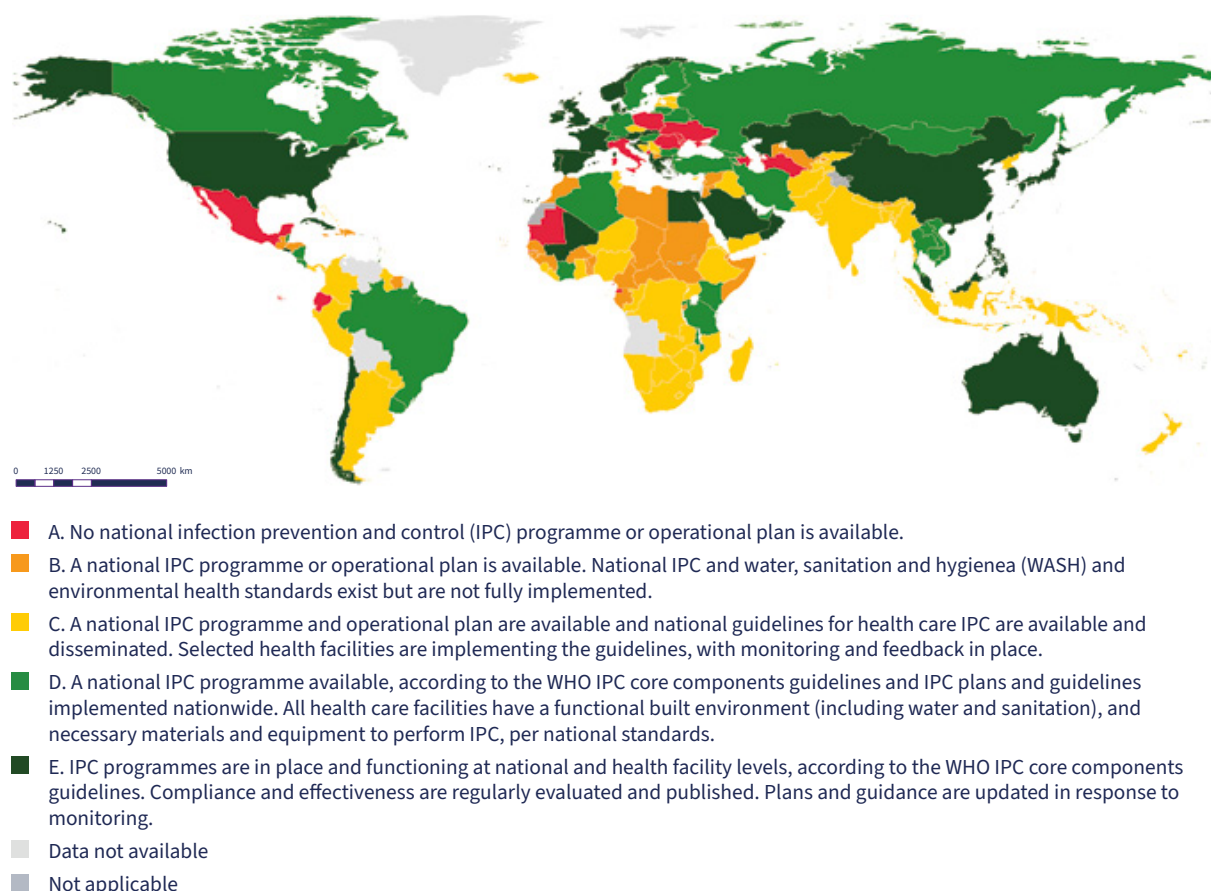 0 1250 2500 5000 km
A. No national infection prevention and control (IPC) programme or operational plan is available.
B. A national IPC programme or operational plan is available. National IPC and water, sanitation and hygienea (WASH) and
environmental health standards exist but are not fully implemented.
C. A national IPC programme and operational plan are available and national guidelines for health care IPC are available and
disseminated. Selected health facilities are implementing the guidelines, with monitoring and feedback in place.
D. A national IPC programme available, according to the WHO IPC core components guidelines and IPC plans and guidelines
implemented nationwide. All health care facilities have a functional built environment (including water and sanitation), and
necessary materials and equipment to perform IPC, per national standards.
E. IPC programmes are in place and functioning at national and health facility levels, according to the WHO IPC core components
guidelines. Compliance and effectiveness are regularly evaluated and published. Plans and guidance are updated in response to
monitoring.
Data not available
Not applicable